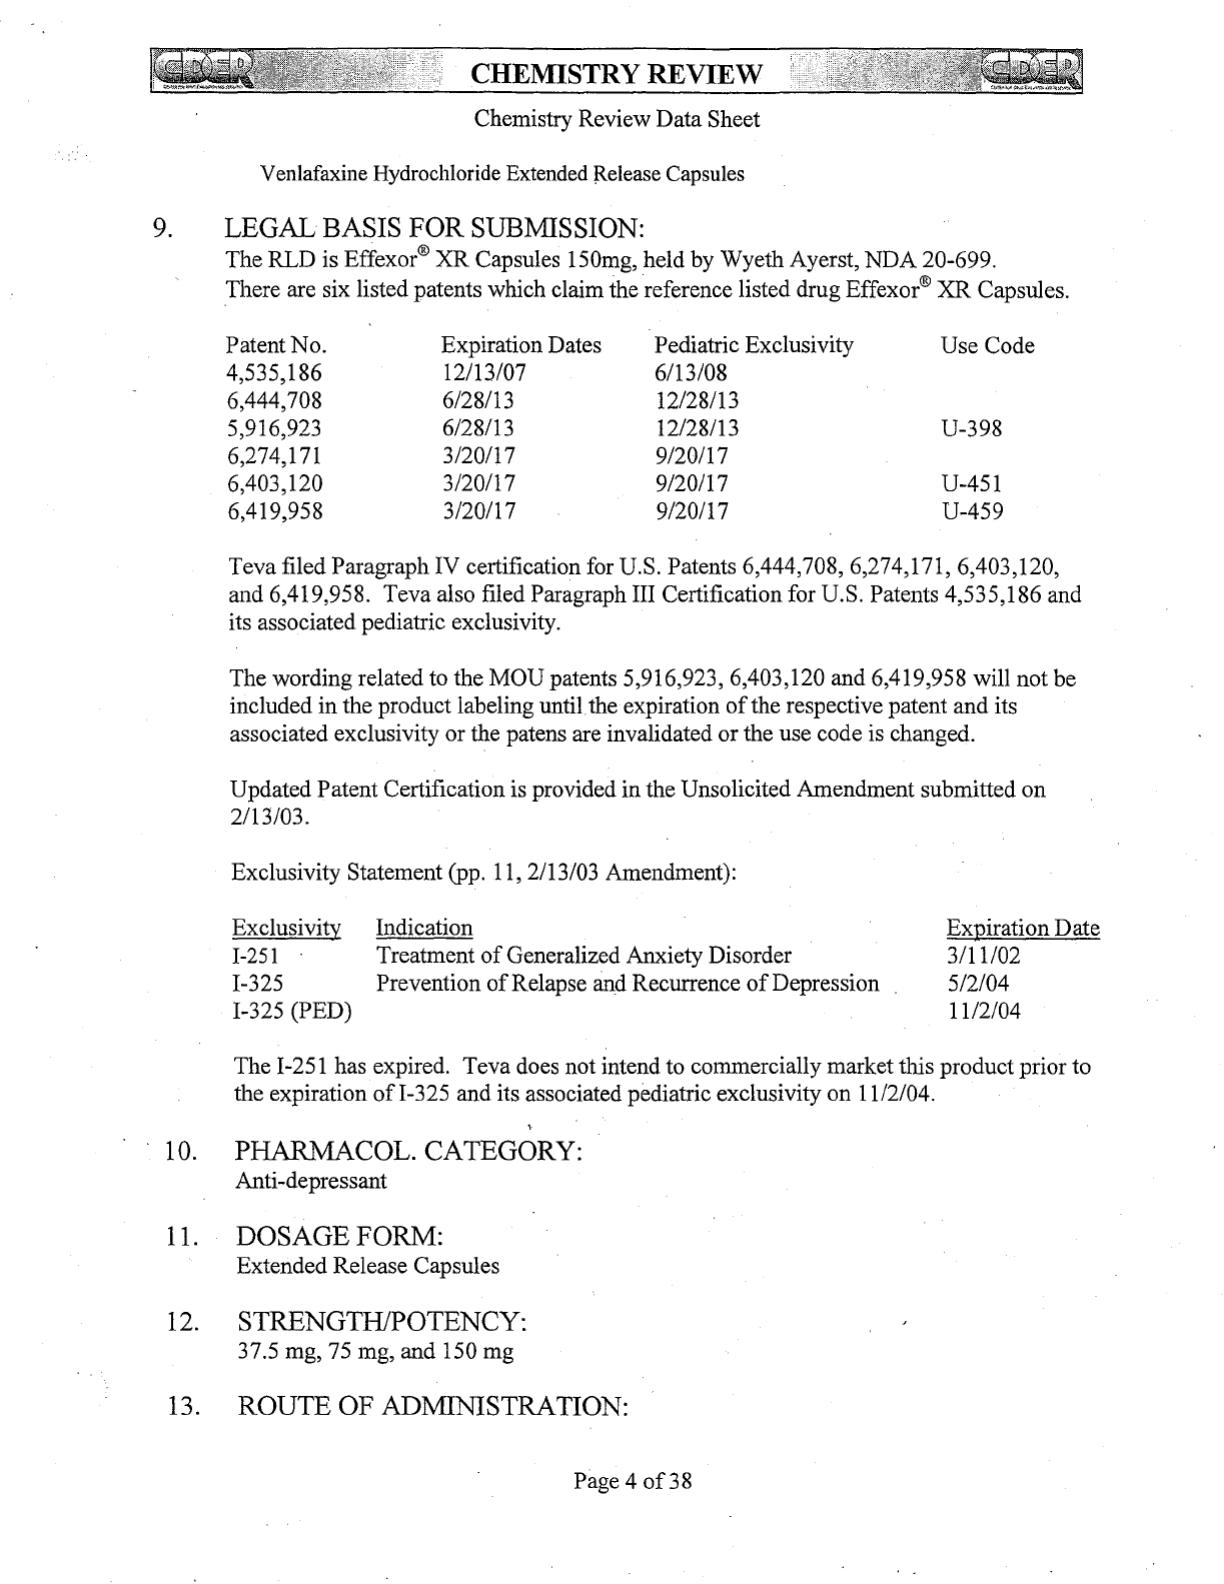 CDER CHEMISTRY REVIEW CDER
Chemistry Review Data Sheet
Venlafaxine Hydrochloride Extended Release Capsules
9. LEGAL BASIS FOR SUBMISSION:
The RLD is Effexor® XR Capsules 150mg, held by Wyeth Ayerst, NDA 20-699.
There are six listed patents which claim the reference listed drug Effexor® XR Capsules.
Patent No. Expiration Dates Pediatric Exclusivity Use Code
4,535,186 12/13/07 6/13/08
6,444,708 6/28/13 12/28/13
5,916,923 6/28/13 12/28/13 U-398
6,274,171 3/20/17 9/20/17
6,403,120 3/20/17 9/20/17 U-451
6,419,958 3/20/17 9/20/17 U-459
Teva filed Paragraph IV certification for U.S. Patents 6,444,708, 6,274,171, 6,403,120,
and 6,419,958. Teva also filed Paragraph III Certification for U.S. Patents 4,535,186 and
its associated pediatric exclusivity.
The wording related to the MOU patents 5,916,923, 6,403,120 and 6,419,958 will not be
included in the product labeling until the expiration of the respective patent and its
associated exclusivity or the patens are invalidated or the use code is changed.
Updated Patent Certification is provided in the Unsolicited Amendment submitted on
2/13/03.
Exclusivity Statement (pp. 11, 2/13/03 Amendment):
Exclusivity Indication Expiration Date
I-251 Treatment of Generalized Anxiety Disorder 3/11/02
I-325 Prevention of Relapse and Recurrence of Depression 5/2/04
I-325 (PED) 11/2/04
The I-251 has expired. Teva does not intend to commercially market this product prior to
the expiration of I-325 and its associated pediatric exclusivity on 11/2/04.
10. PHARMACOL. CATEGORY:
Anti-depressant
11. DOSAGE FORM:
Extended Release Capsules
12. STRENGTH/POTENCY:
37.5 mg, 75 mg, and 150 mg
13. ROUTE OF ADMINISTRATION:
Page 4 of 38